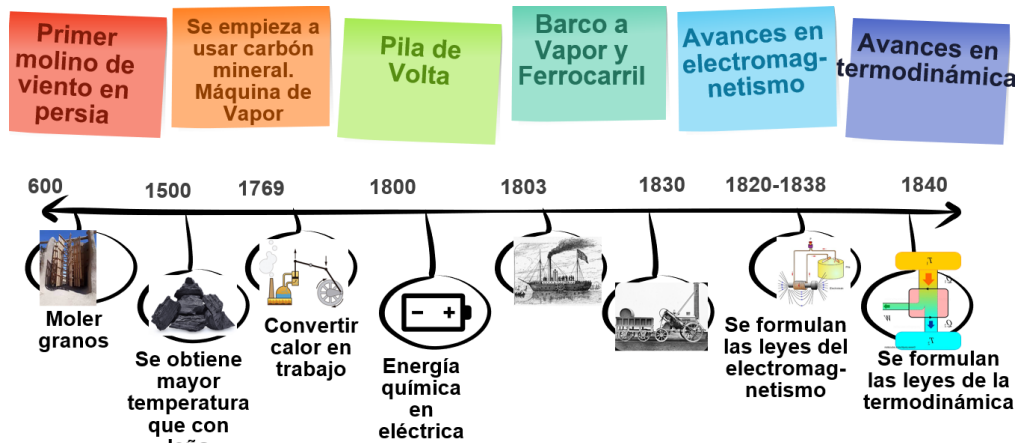 Primer
molino de
viento en
persia
Se empieza a
usar carbón
mineral.
Máquina de
Vapor
Pila de
Volta
Barco a
Vapor y
Ferrocarril
Avances en
electromag-
netismo
Avances en
termodinámica
600
1500
1769
1800
1803
1830
1820-1838
1840
Moler
granos
Se obtiene
mayor
temperatura
que con
Convertir
calor en
trabajo
Energía
química
en
eléctrica
Se formulan
las leyes del
electromag-
netismo
Se formulan
las leyes de la
termodinámica